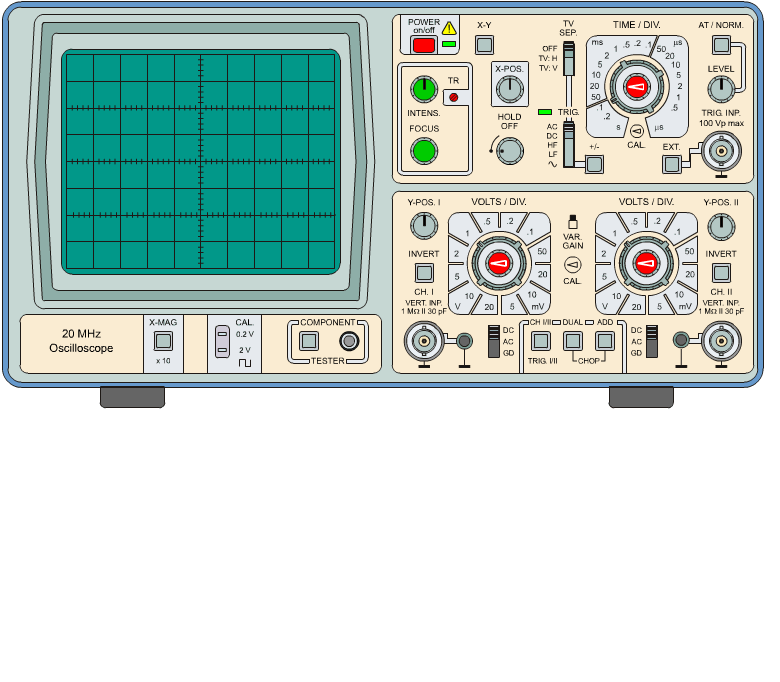 POWER
on/off
X-Y
TV
SEP.
OFF
TV: H
TV: V
TIME / DIV.
ms
1 .5 .2 .1
µs
2
5
10
20
50
.1
.2
s
50
20
10
5
2
1
.5
µs
CAL.
AT / NORM.
LEVEL
TRIG. INP.
100 Vp max
TR
INTENS.
FOCUS
X-POS.
HOLD
OFF
TRIG.
AC
DC
HF
LF
+/-
EXT.
Y-POS. I
VOLTS / DIV.
.5 .2
1 .1
2 50
5 20
10 10
V 20 5 mV
INVERT
CH. I
VERT. INP.
1 MΩ II 30 pF
VAR.
GAIN
CAL.
VOLTS / DIV.
.5 .2
1 .1
2 50
5 20
10 10
V 20 5 mV
Y-POS. II
INVERT
CH. II
VERT. INP.
1 MΩ II 30 pF
DC
AC
GD
CH I/II DUAL ADD
TRIG. I/II
CHOP
DC
AC
GD
20 MHz
Oscilloscope
X-MAG
x 10
CAL.
0.2 V
2 V
COMPONENT
TESTER